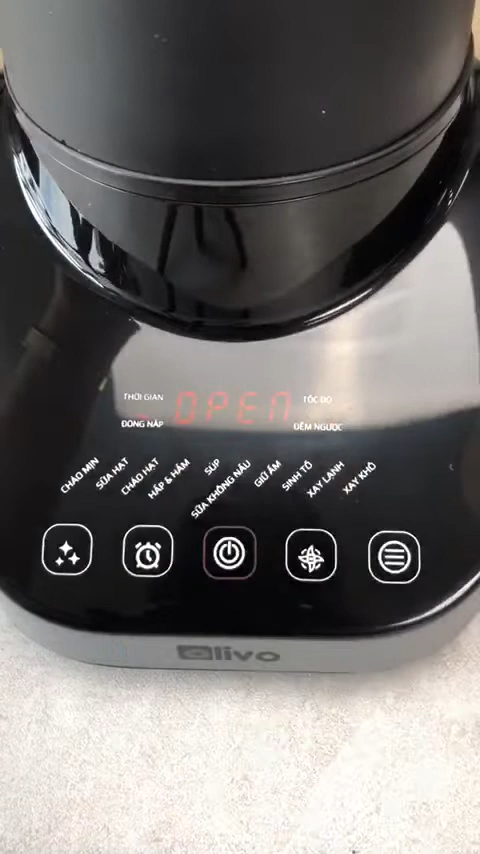 THỜI GIAN
OPEN
TỐC ĐỘ
ĐÓNG NẮP
ĐẾM NGƯỢC
CHÁO MỊN
SỮA HẠT
CHÁO HẠT
HẤP & HẦM
SÚP
SỮA KHÔNG NẤU
GIỮ ẤM
SINH TỐ
XAY LẠNH
XAY KHÔ
Olivo